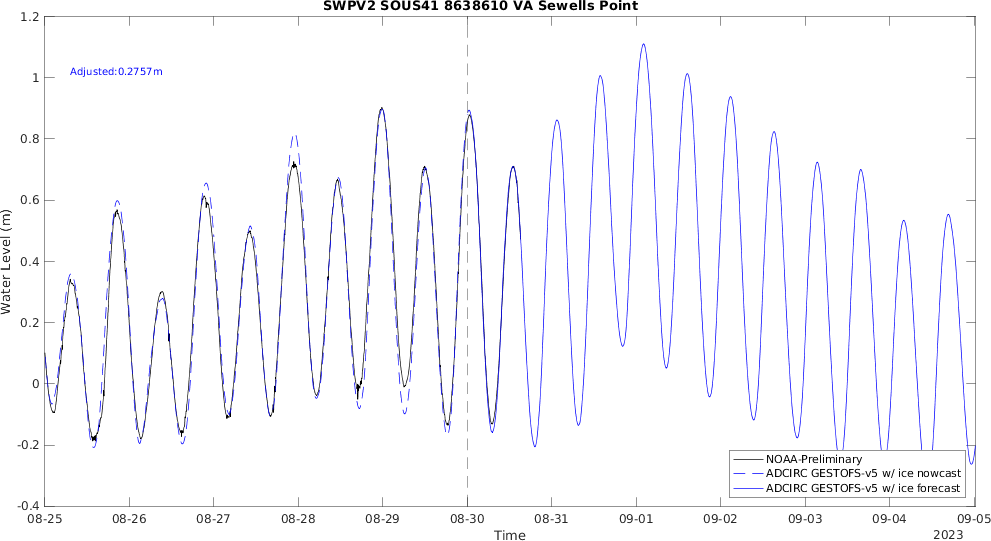 SWPV2 SOUS41 8638610 VA Sewells Point
Adjusted:0.2757m
Water Level (m)
1.2
1
0.8
0.6
0.4
0.2
0
-0.2
-0.4
NOAA-Preliminary
ADCIRC GESTOFS-v5 w/ ice nowcast
ADCIRC GESTOFS-v5 w/ ice forecast
08-25 08-26 08-27 08-28 08-29 08-30 08-31 09-01 09-02 09-03 09-04 09-05
Time
2023